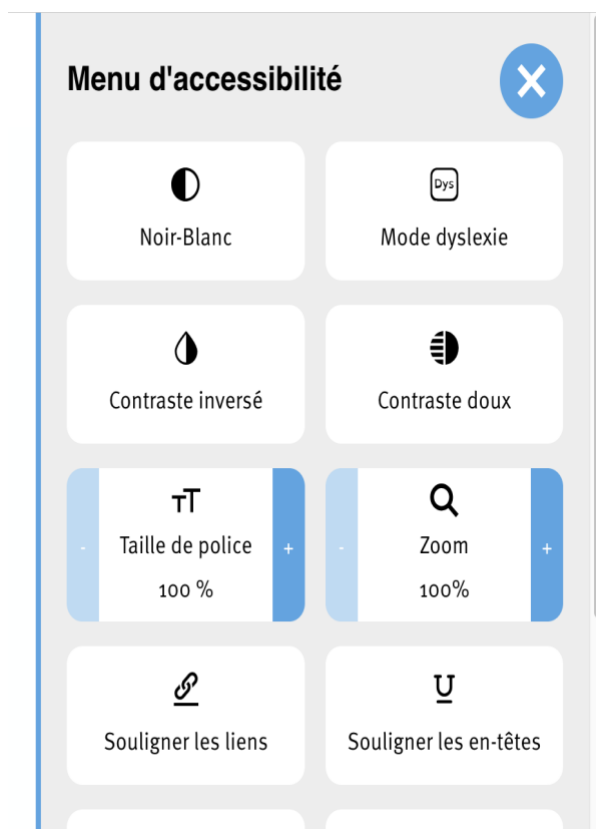 Menu d'accessibilité
Noir-Blanc
Dys
Mode dyslexie
Contraste inversé
Contraste doux
TT
- Taille de police +
100 %
- Zoom +
100%
Souligner les liens
U
Souligner les en-têtes